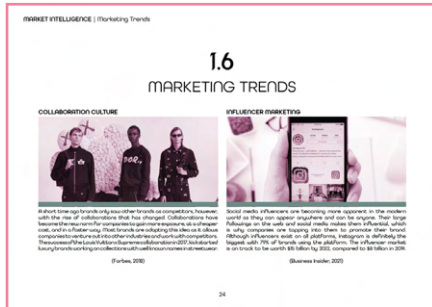 MARKET INTELLIGENCE | Marketing Trends
1.6
MARKETING TRENDS
COLLABORATION CULTURE
A short time ago brands only saw other brands as competitors, however,
with the rise of collaborations that has changed. Collaborations have
become the new norm for companies to gain more exposure, at a cheaper
cost, and in a faster way. Most brands are adapting the idea as it allows
companies to venture out into other industries and work with competitors.
The success of the Louis Vuitton x Supreme collaboration in 2017, kickstarted
luxury brands working on collections with well known names in streetwear.
(Forbes, 2018)
INFLUENCER MARKETING
Social media influencers are becoming more apparent in the modern
world as they can appear anywhere and can be anyone. Their large
followings on the web and social media makes them influential, which
is why companies are tapping into them to promote their brand.
Although influencers exist on all platforms, Instagram is definitely the
biggest with 79% of brands using the platform. The influencer market
is on track to be worth $15 billion by 2022, compared to $8 billion in 2019.
(Business Insider, 2021)
24